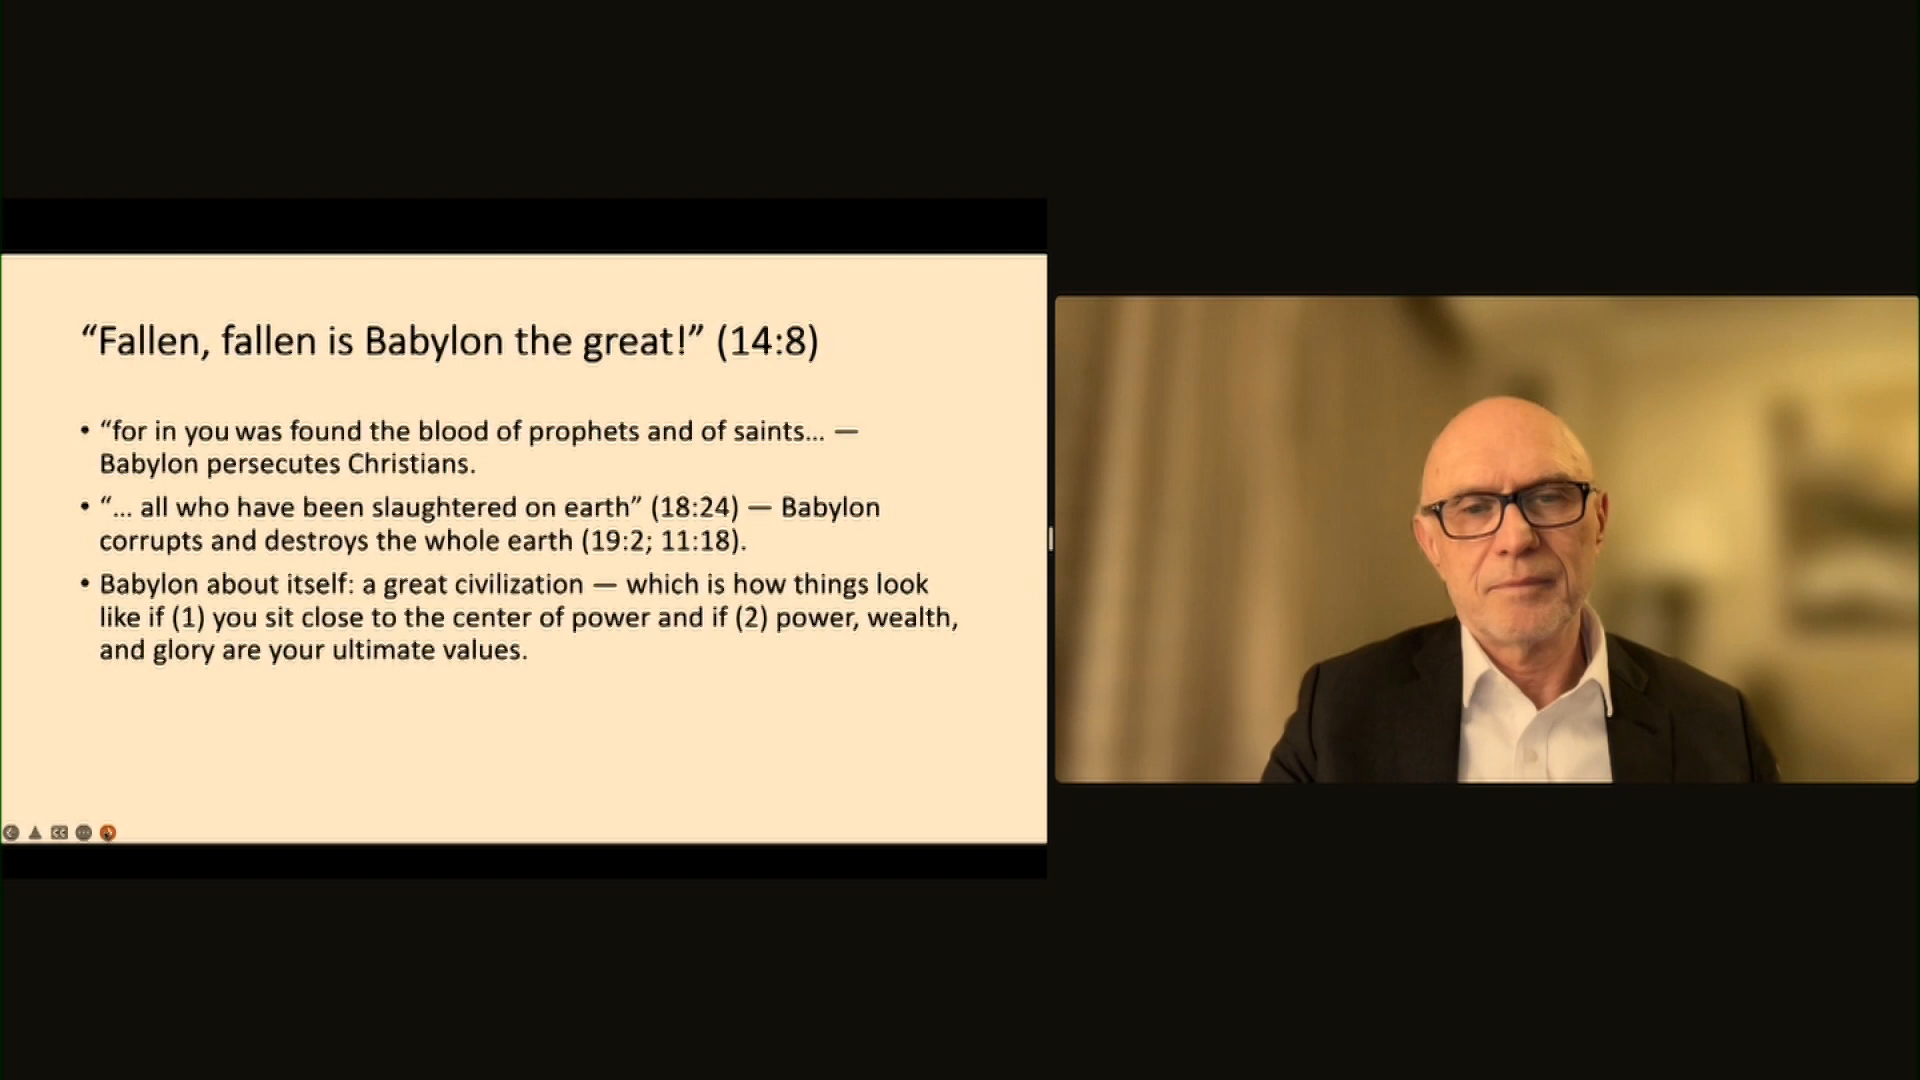 “Fallen, fallen is Babylon the great!” (14:8)
• “for in you was found the blood of prophets and of saints... —
Babylon persecutes Christians.
• “... all who have been slaughtered on earth” (18:24) — Babylon
corrupts and destroys the whole earth (19:2; 11:18).
• Babylon about itself: a great civilization — which is how things look
like if (1) you sit close to the center of power and if (2) power, wealth,
and glory are your ultimate values.
CC